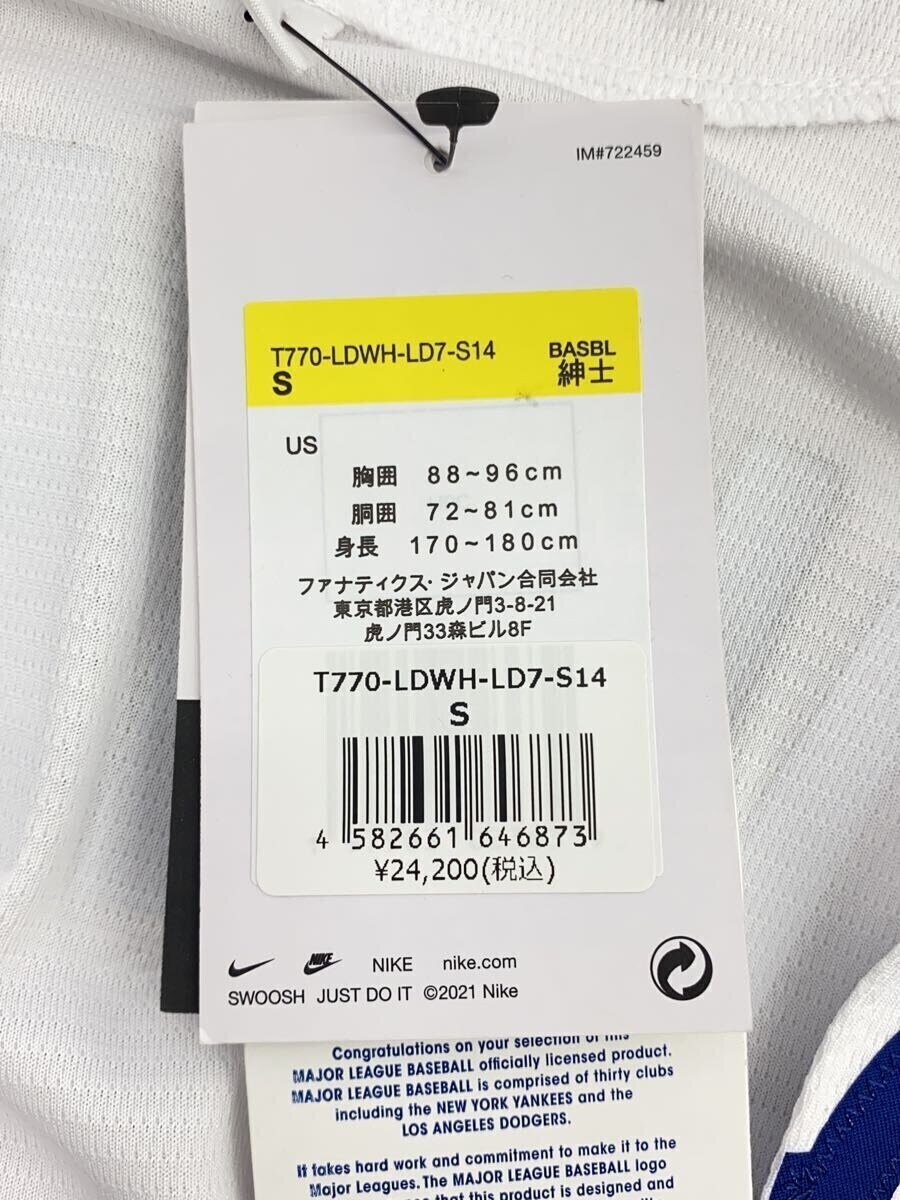 IM#722459
T770-LDWH-LD7-S14 BASBL
S 紳士
US
胸囲 88~96cm
胴囲 72~81cm
身長 170~180cm
ファナティクス・ジャパン合同会社
東京都港区虎ノ門3-8-21
虎ノ門33森ビル8F
T770-LDWH-LD7-S14
S
4 582661 646873
¥24,200(税込)
NIKE NIKE nike.com
SWOOSH JUST DO IT ©2021 Nike
Congratulations on your selection of this
MAJOR LEAGUE BASEBALL officially licensed product.
MAJOR LEAGUE BASEBALL is comprised of thirty clubs
including the NEW YORK YANKEES and the
LOS ANGELES DODGERS.
It takes hard work and commitment to make it to the
Major Leagues. The MAJOR LEAGUE BASEBALL logo
that this product is designed and